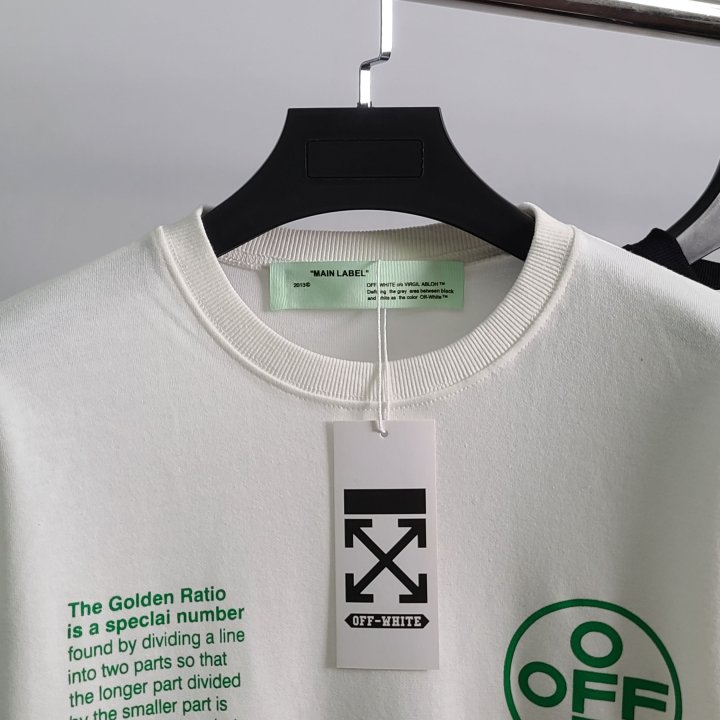 "MAIN LABEL"
2013©
OFF-WHITE c/o VIRGIL ABLOH™
Defining the grey area between black
and white as the color Off-White™
OFF-WHITE
The Golden Ratio
is a speclai number
found by dividing a line
into two parts so that
the longer part divided
by the smaller part is
O
OFF